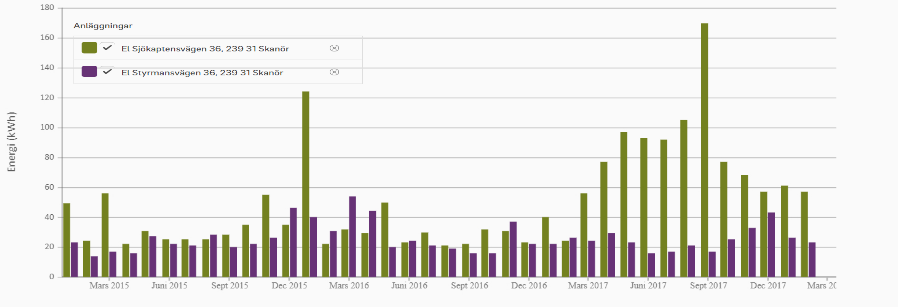 180
Anläggningar
160
El Sjökaptensvägen 36, 239 31 Skanör
140
El Styrmansvägen 36, 239 31 Skanör
120
100
80
60
40
20
0
Energi (kWh)
Mars 2015 Juni 2015 Sept 2015 Dec 2015 Mars 2016 Juni 2016 Sept 2016 Dec 2016 Mars 2017 Juni 2017 Sept 2017 Dec 2017 Mars 20